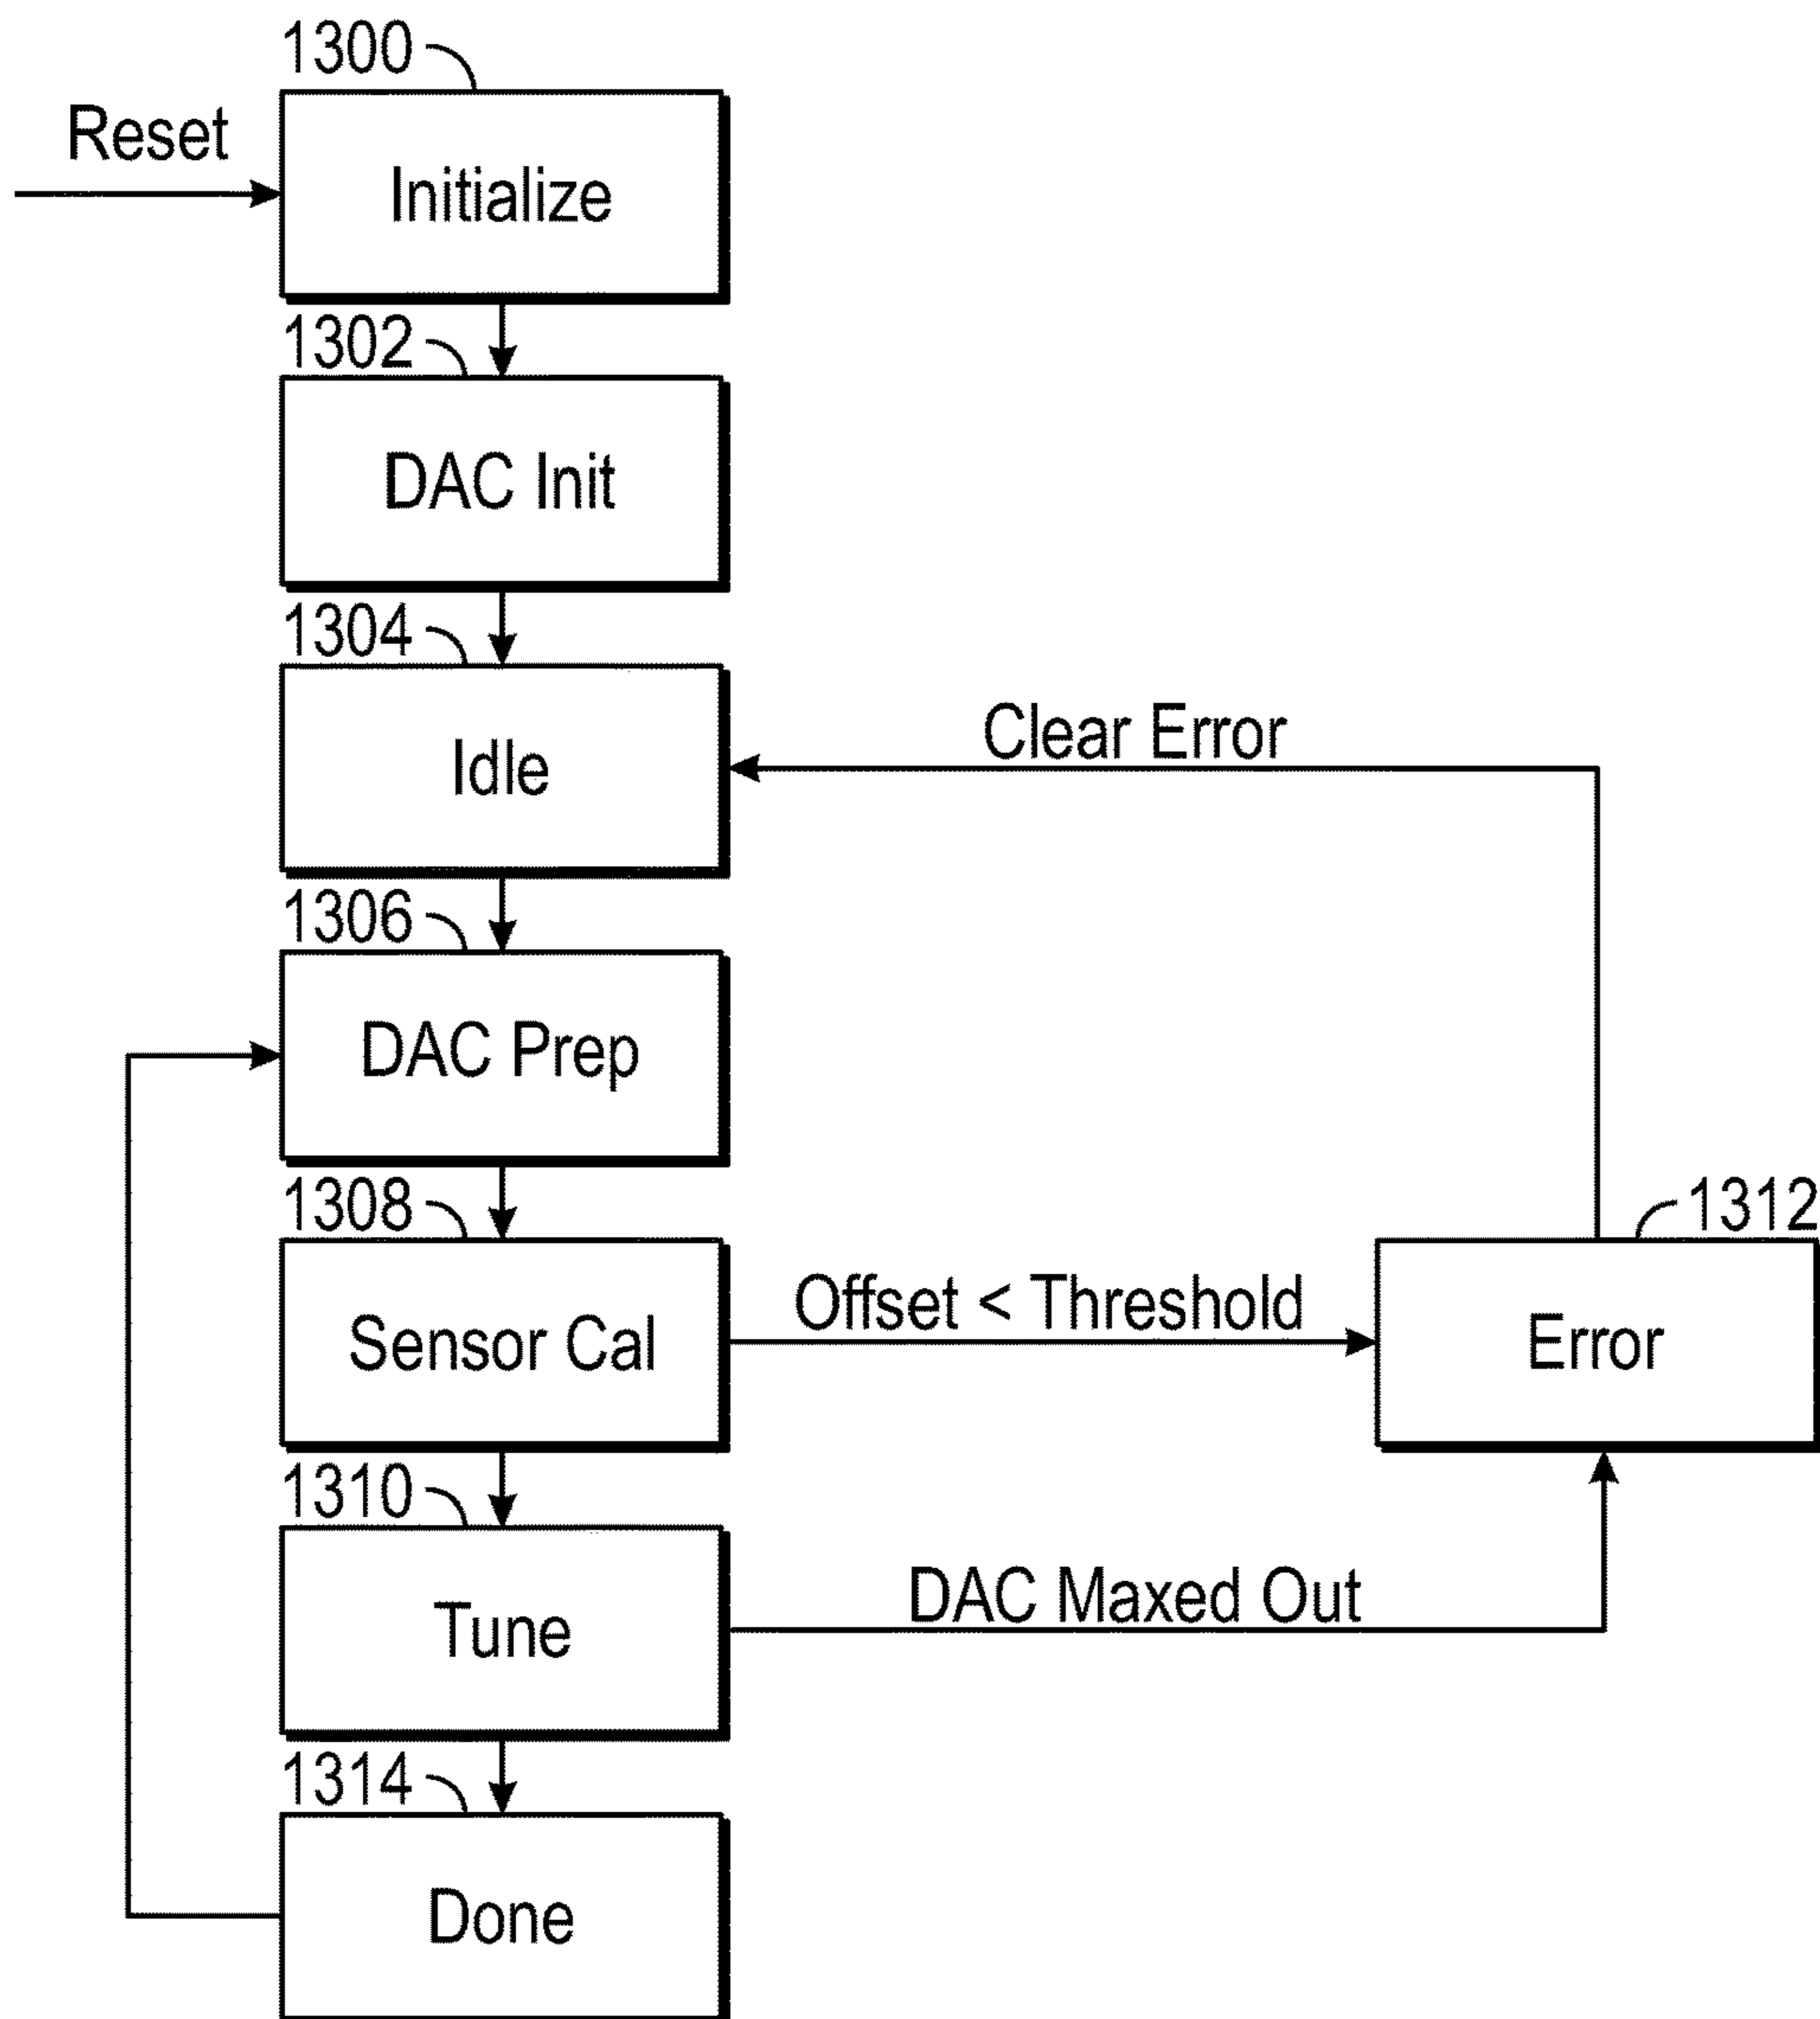 1300
Reset
Initialize
1302
DAC Init
1304
Clear Error
Idle
1306
DAC Prep
1308
1312
Offset < Threshold
Sensor Cal
Error
1310
DAC Maxed Out
Tune
1314
Done